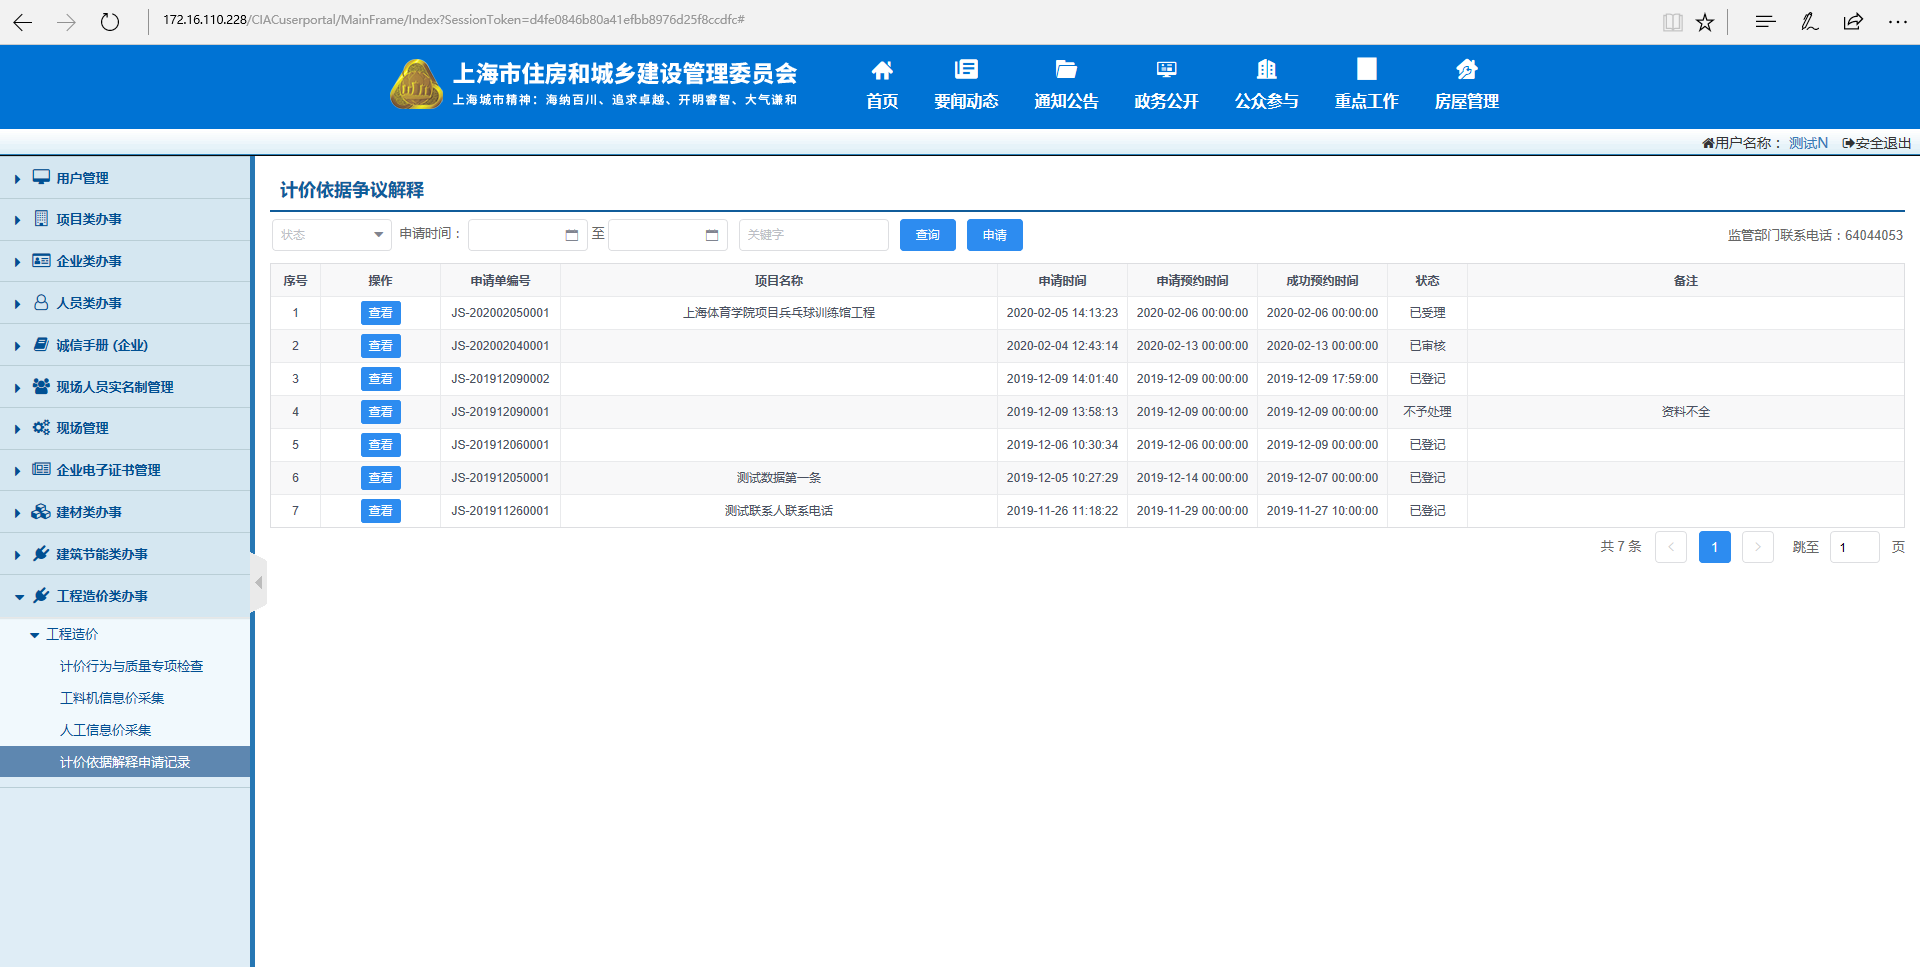 172.16.110.228/CIACuserportal/MainFrame/Index?SessionToken=d4fe0846b80a41efbb8976d25f8ccdfc#
上海市住房和城乡建设管理委员会
上海城市精神：海纳百川、追求卓越、开明睿智、大气谦和
首页 要闻动态 通知公告 政务公开 公众参与 重点工作 房屋管理
用户名称： 测试N 安全退出
用户管理
项目类办事
企业类办事
人员类办事
诚信手册 (企业)
现场人员实名制管理
现场管理
企业电子证书管理
建材类办事
建筑节能类办事
工程造价类办事
工程造价
计价行为与质量专项检查
工料机信息价采集
人工信息价采集
计价依据解释申请记录
计价依据争议解释
状态 申请时间： 至 关键字 查询 申请 监管部门联系电话：64044053
序号 操作 申请单编号 项目名称 申请时间 申请预约时间 成功预约时间 状态 备注
1 查看 JS-202002050001 上海体育学院项目兵乓球训练馆工程 2020-02-05 14:13:23 2020-02-06 00:00:00 2020-02-06 00:00:00 已受理
2 查看 JS-202002040001 2020-02-04 12:43:14 2020-02-13 00:00:00 2020-02-13 00:00:00 已审核
3 查看 JS-201912090002 2019-12-09 14:01:40 2019-12-09 00:00:00 2019-12-09 17:59:00 已登记
4 查看 JS-201912090001 2019-12-09 13:58:13 2019-12-09 00:00:00 2019-12-09 00:00:00 不予处理 资料不全
5 查看 JS-201912060001 2019-12-06 10:30:34 2019-12-06 00:00:00 2019-12-09 00:00:00 已登记
6 查看 JS-201912050001 测试数据第一条 2019-12-05 10:27:29 2019-12-14 00:00:00 2019-12-07 00:00:00 已登记
7 查看 JS-201911260001 测试联系人联系电话 2019-11-26 11:18:22 2019-11-29 00:00:00 2019-11-27 10:00:00 已登记
共 7 条 < 1 > 跳至 1 页